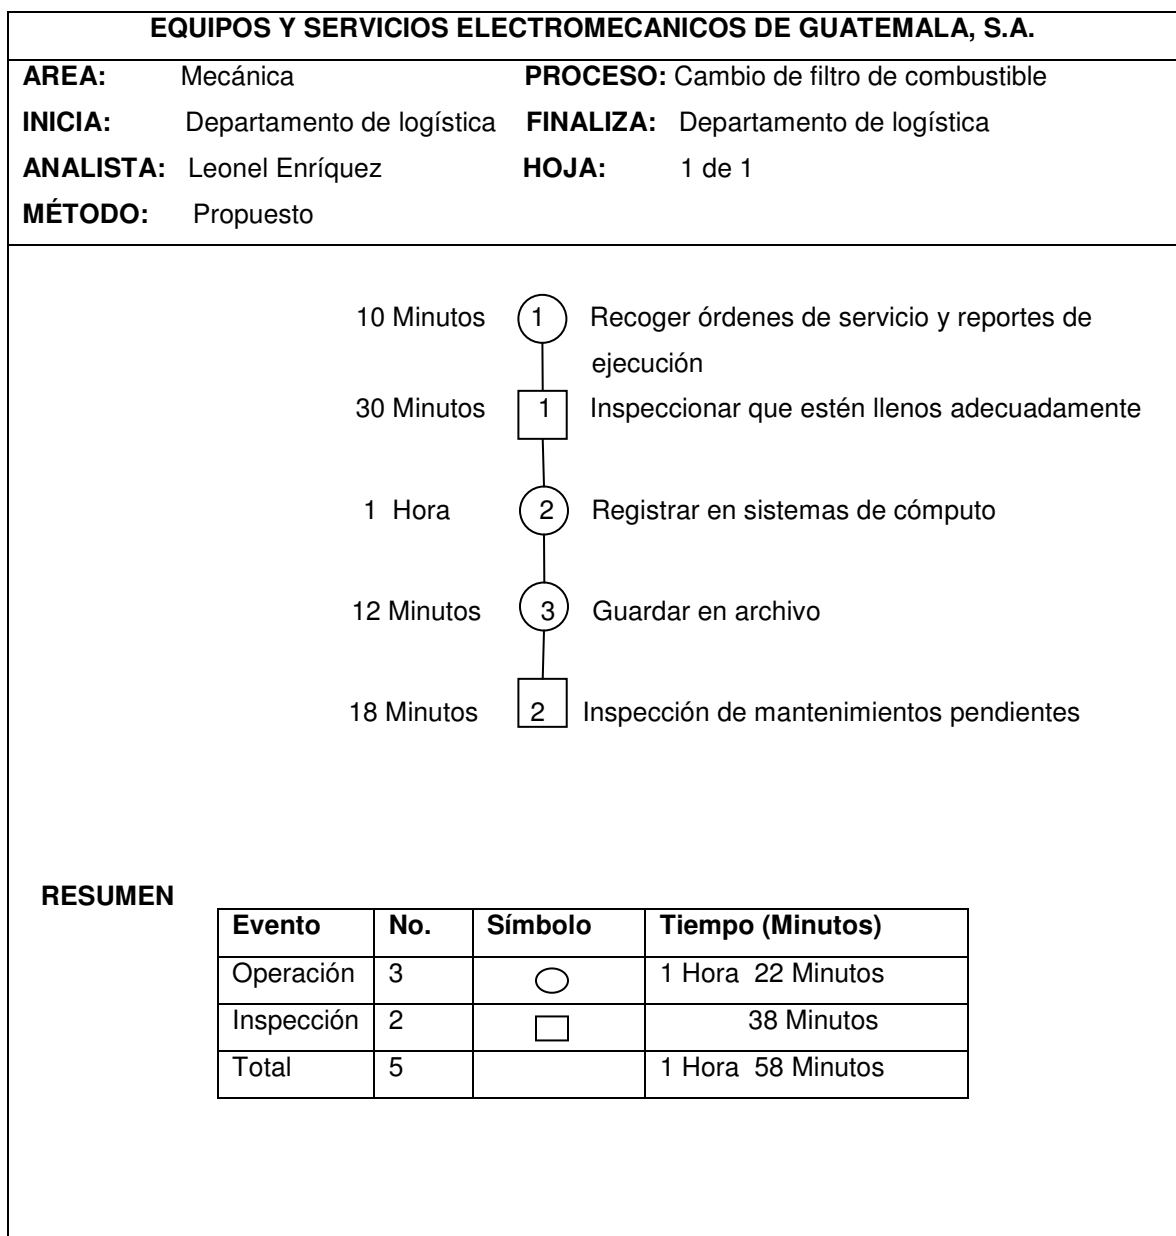 EQUIPOS Y SERVICIOS ELECTROMECANICOS DE GUATEMALA, S.A.
AREA: Mecánica PROCESO: Cambio de filtro de combustible
INICIA: Departamento de logística FINALIZA: Departamento de logística
ANALISTA: Leonel Enríquez HOJA: 1 de 1
MÉTODO: Propuesto
10 Minutos 1 Recoger órdenes de servicio y reportes de
ejecución
30 Minutos 1 Inspeccionar que estén llenos adecuadamente
1 Hora 2 Registrar en sistemas de cómputo
12 Minutos 3 Guardar en archivo
18 Minutos 2 Inspección de mantenimientos pendientes
RESUMEN
Evento No. Símbolo Tiempo (Minutos)
Operación 3 1 Hora 22 Minutos
Inspección 2 38 Minutos
Total 5 1 Hora 58 Minutos